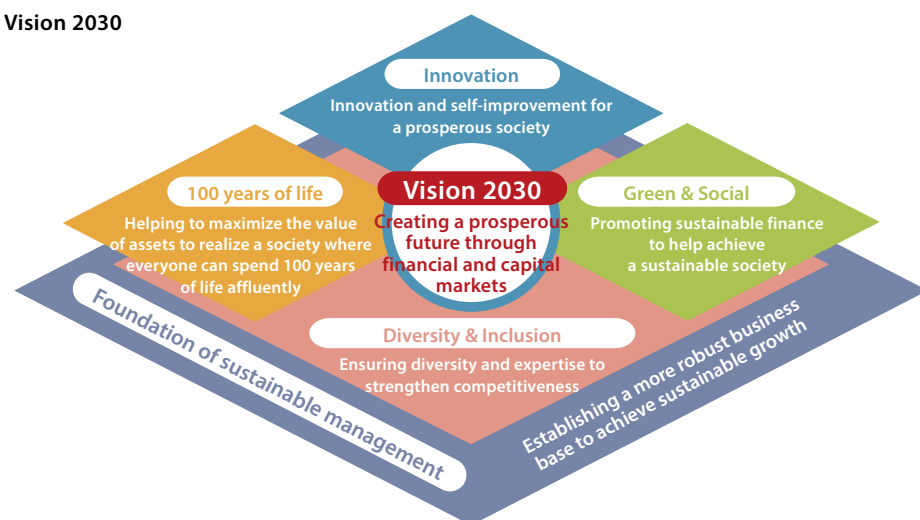 Vision 2030
Innovation
Innovation and self-improvement for
a prosperous society
100 years of life
Helping to maximize the value
of assets to realize a society where
everyone can spend 100 years
of life affluently
Vision 2030
Creating a prosperous
future through
financial and capital
markets
Green & Social
Promoting sustainable finance
to help achieve
a sustainable society
Diversity & Inclusion
Ensuring diversity and expertise to
strengthen competitiveness
Foundation of sustainable management
Establishing a more robust business
base to achieve sustainable growth